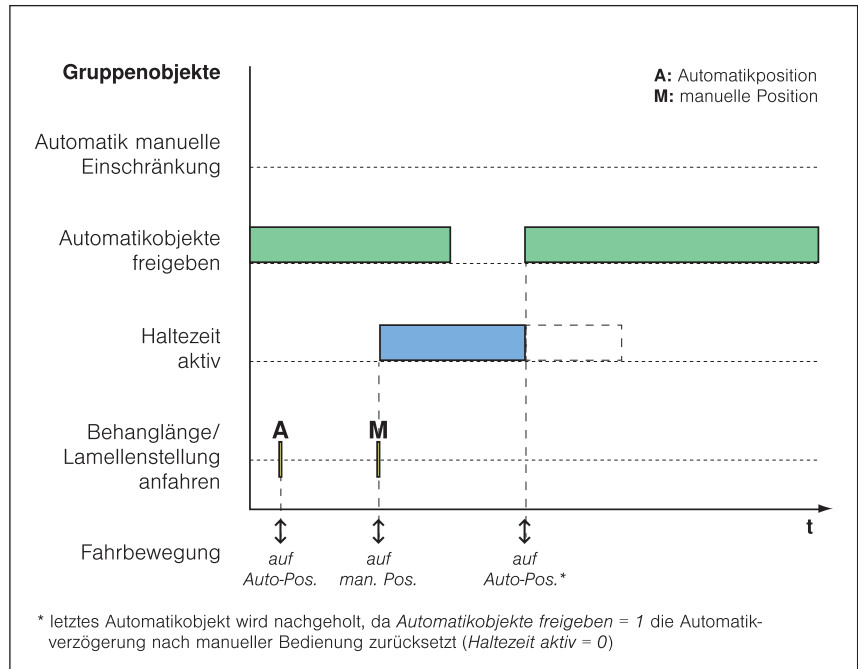 Gruppenobjekte
A: Automatikposition
M: manuelle Position
Automatik manuelle
Einschränkung
Automatikobjekte
freigeben
Haltezeit
aktiv
Behanglänge/
Lamellenstellung
anfahren
A
M
t
Fahrbewegung
auf
Auto-Pos.
auf
man. Pos.
auf
Auto-Pos.*
* letztes Automatikobjekt wird nachgeholt, da Automatikobjekte freigeben = 1 die Automatik-
verzögerung nach manueller Bedienung zurücksetzt (Haltezeit aktiv = 0)